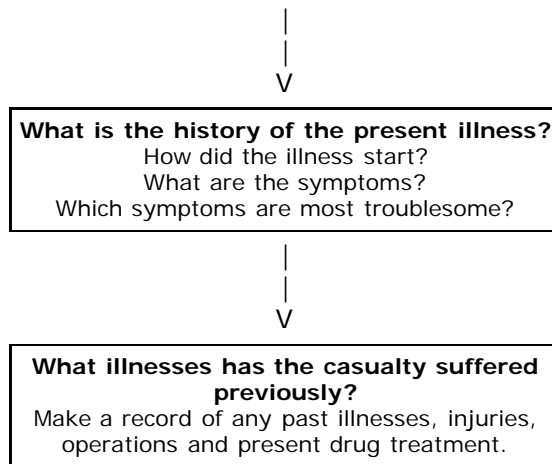 |
|
V
What is the history of the present illness?
How did the illness start?
What are the symptoms?
Which symptoms are most troublesome?
|
|
V
What illnesses has the casualty suffered
previously?
Make a record of any past illnesses, injuries,
operations and present drug treatment.